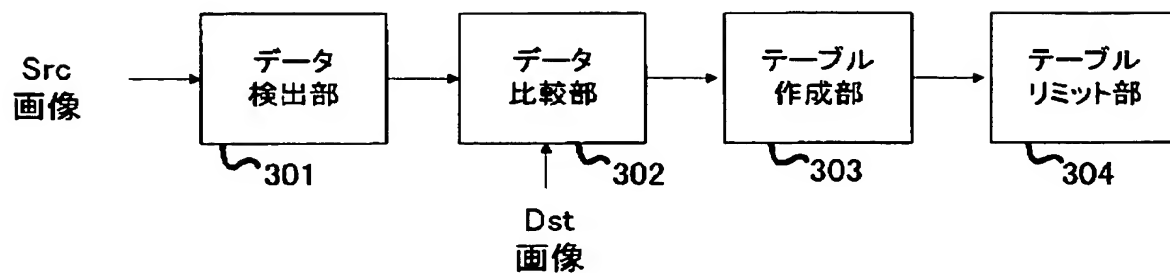 Src
画像
データ
検出部
301
データ
比較部
302
テーブル
作成部
303
テーブル
リミット部
304
Dst
画像